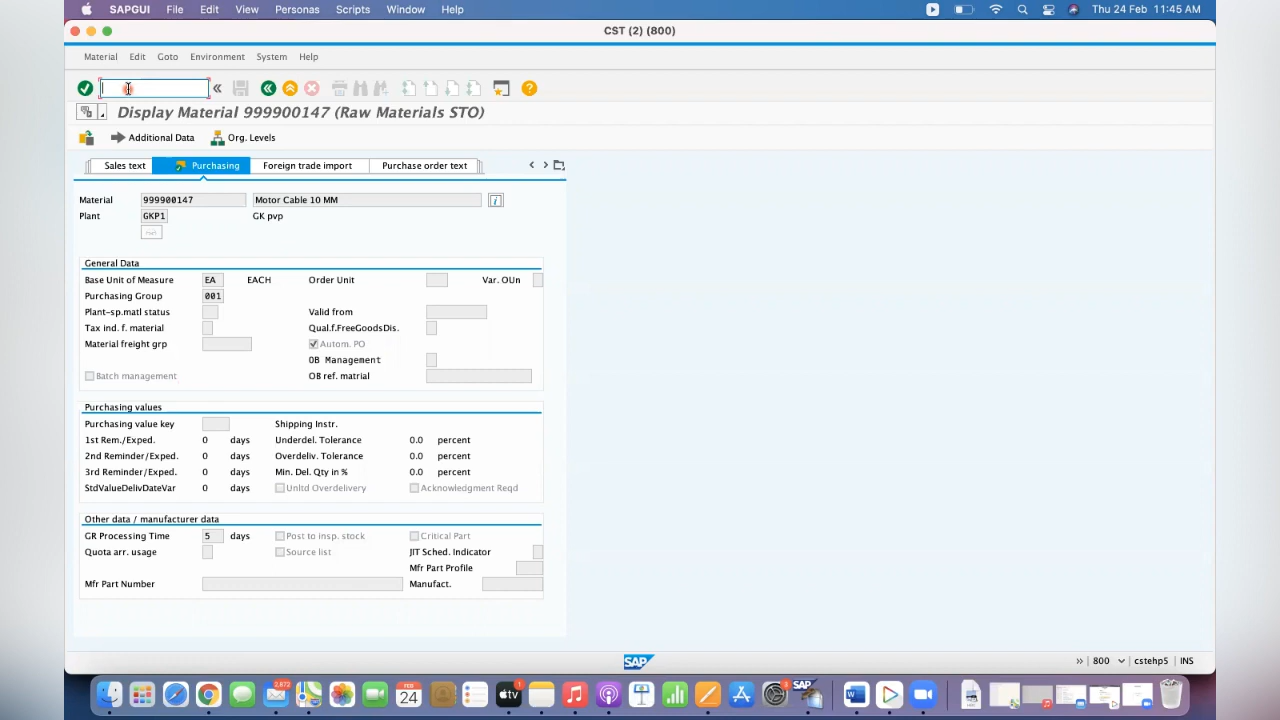 SAPGUI File Edit View Menu Personas Scripts Window Help Thu 24 Feb 11:45 AM
CST (2) (800)
Material Edit Goto Environment System Help
Display Material 999900147 (Raw Materials STO)
Additional Data Org. Levels
Sales text Purchasing Foreign trade import Purchase order text
Material 999900147 Motor Cable 10 MM
Plant GKP1 GK pvp
General Data
Base Unit of Measure EA EACH Order Unit Var. OUn
Purchasing Group 001
Plant-sp.matl status Valid from
Tax ind. f. material Qual.f.FreeGoodsDis.
Material freight grp Autom. PO
OB Management
Batch management OB ref. matrial
Purchasing values
Purchasing value key Shipping Instr.
1st Rem./Exped. 0 days Underdel. Tolerance 0.0 percent
2nd Reminder/Exped. 0 days Overdeliv. Tolerance 0.0 percent
3rd Reminder/Exped. 0 days Min. Del. Qty in % 0.0 percent
StdValueDelivDateVar 0 days Unltd Overdelivery Acknowledgment Reqd
Other data / manufacturer data
GR Processing Time 5 days Post to insp. stock Critical Part
Quota arr. usage Source list JIT Sched. Indicator
Mfr Part Profile
Mfr Part Number Manufact.
SAP 800 cstehp5 INS
2,872 FEB 24 tv 1 SAP W